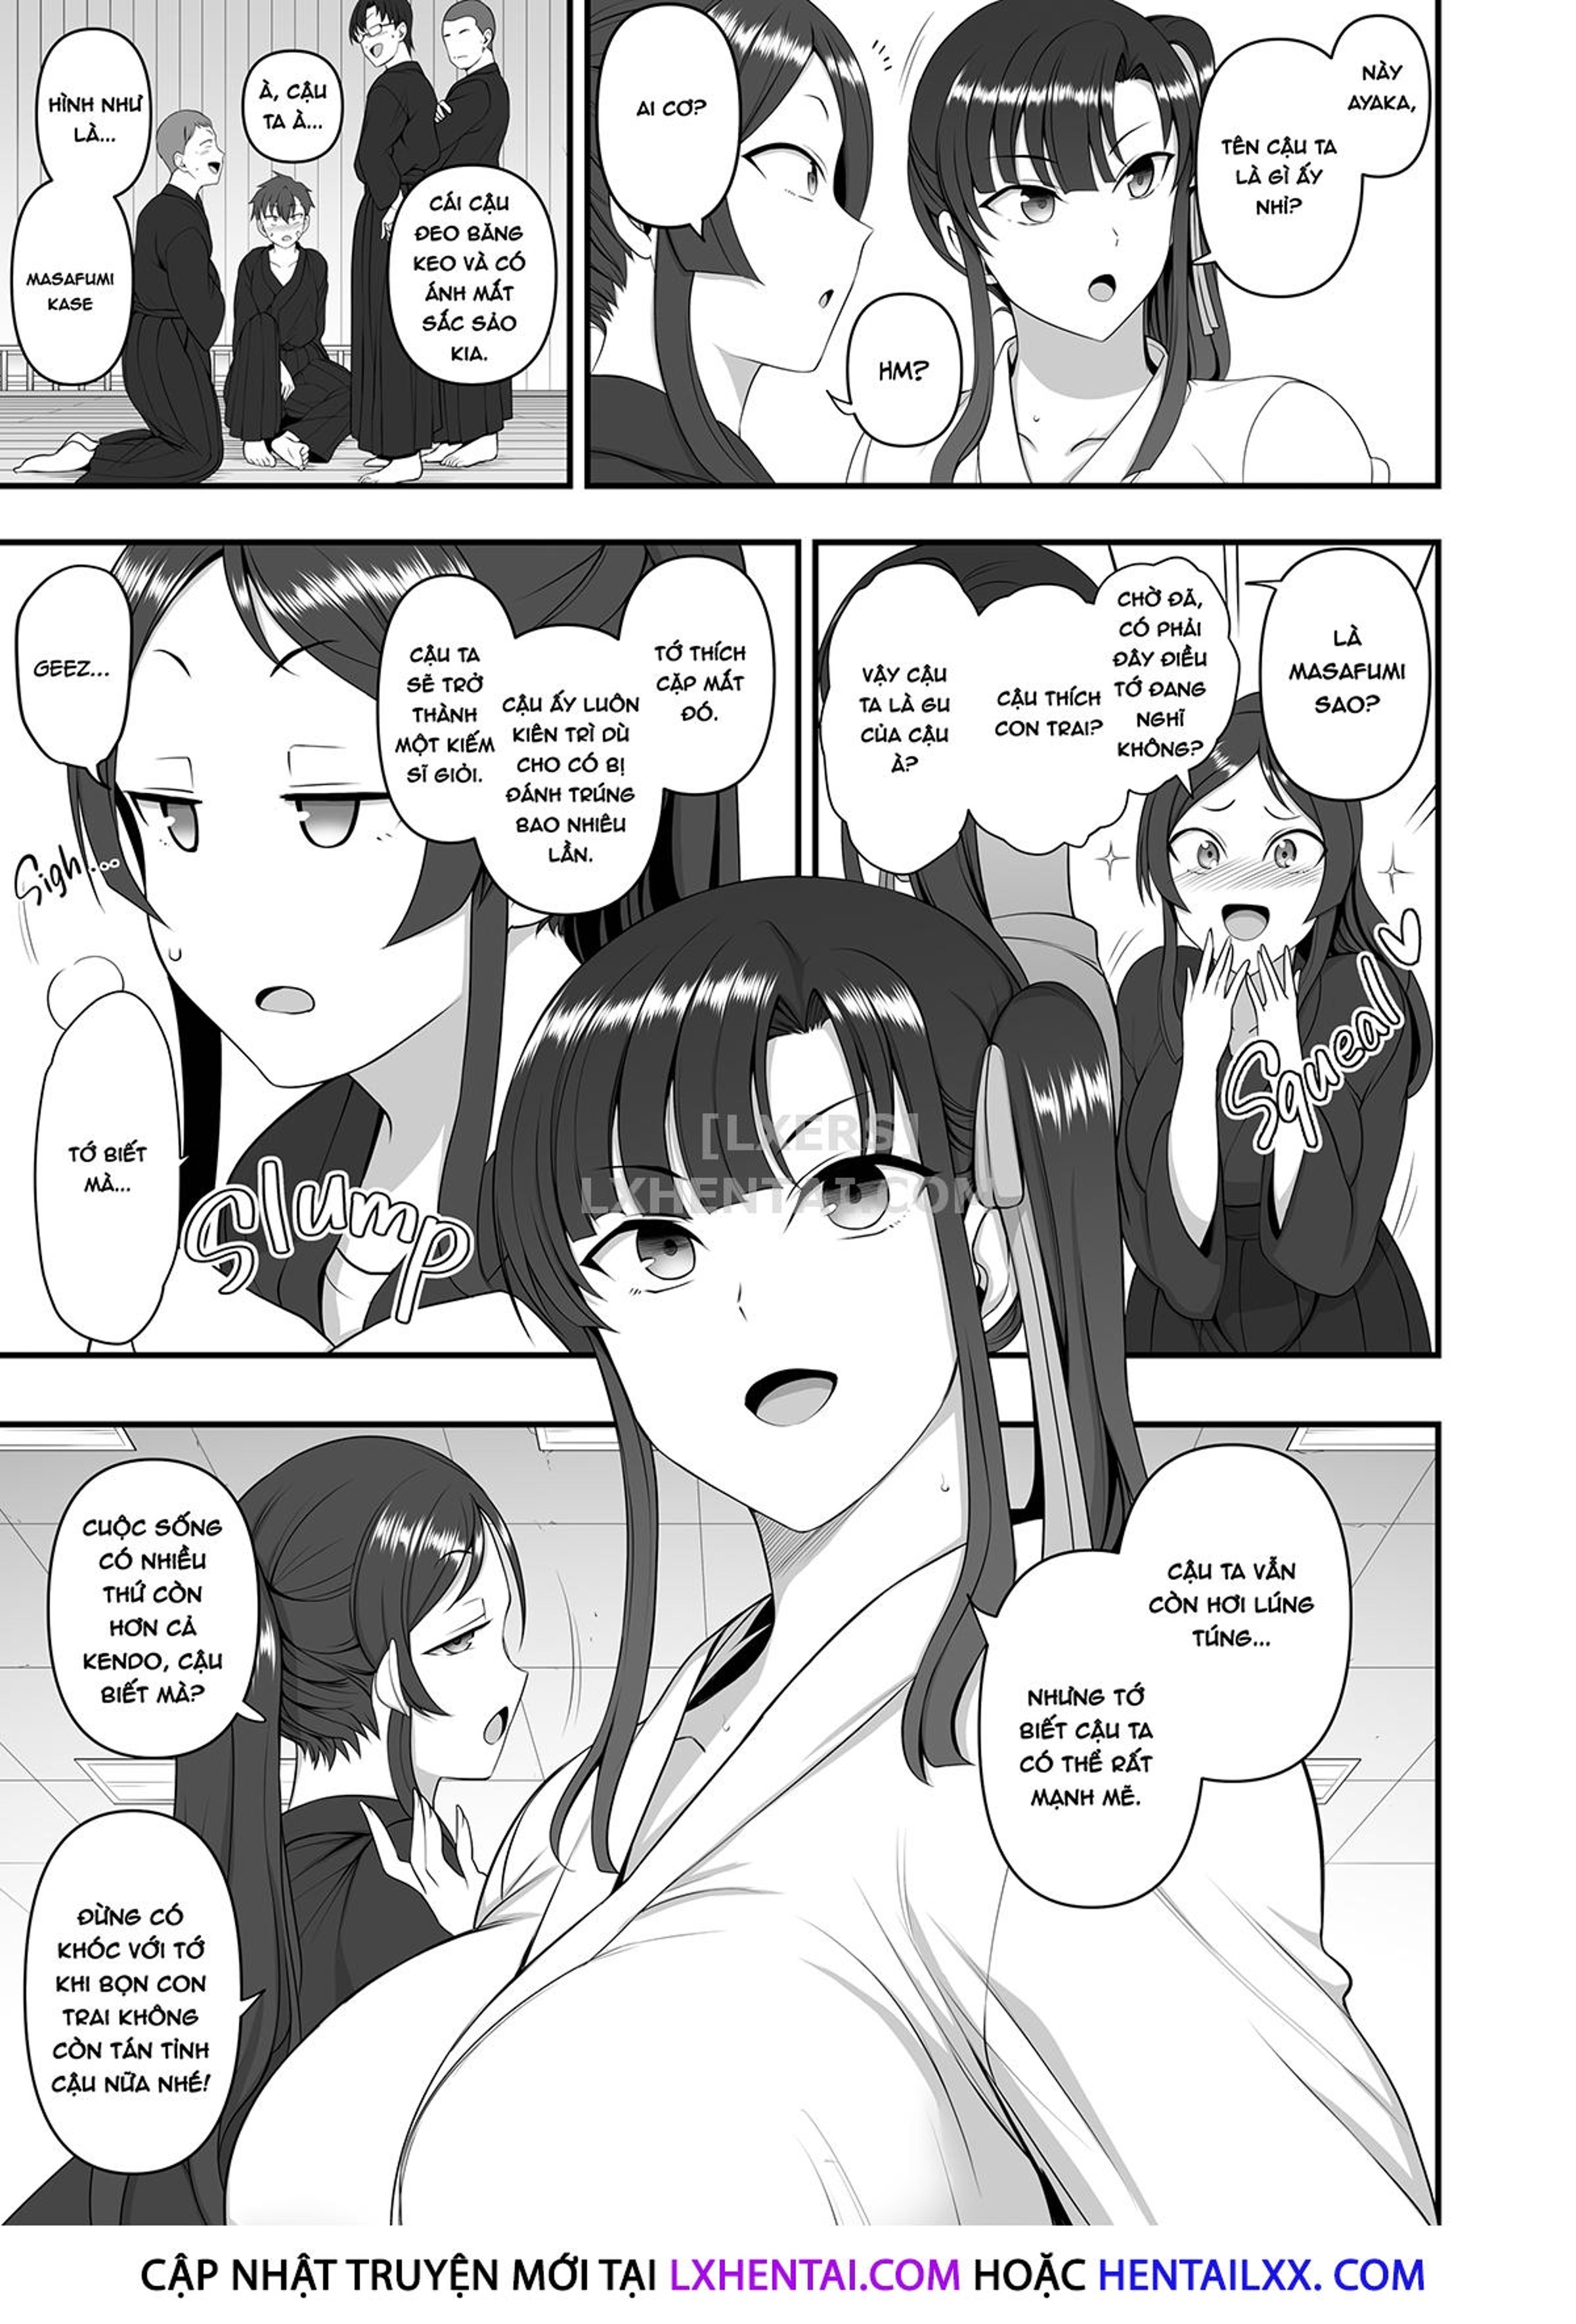 NÀY
AYAKA,
TÊN CẬU TA
LÀ GÌ ẤY
NHỈ?
HM?
AI CƠ?
CÁI CẬU
ĐEO BĂNG
KEO VÀ CÓ
ÁNH MẮT
SẮC SẢO
KIA.
À, CẬU
TA À...
HÌNH NHƯ
LÀ...
MASAFUMI
KASE
LÀ
MASAFUMI
SAO?
CHỜ ĐÃ,
CÓ PHẢI
ĐÂY ĐIỀU
TỚ ĐANG
NGHĨ
KHÔNG?
CẬU THÍCH
CON TRAI?
VẬY CẬU
TA LÀ GU
CỦA CẬU
À?
Squeal
TỚ THÍCH
CẶP MẮT
ĐÓ.
CẬU ẤY LUÔN
KIÊN TRÌ DÙ
CHO CÓ BỊ
ĐÁNH TRÚNG
BAO NHIÊU
LẦN.
CẬU TA
SẼ TRỞ
THÀNH
MỘT KIẾM
SĨ GIỎI.
GEEZ...
Sigh...
TỚ BIẾT
MÀ...
Slump
[LXERS]
LXHENTAI.COM
CẬU TA VẪN
CÒN HƠI LÚNG
TÚNG...
NHƯNG TỚ
BIẾT CẬU TA
CÓ THỂ RẤT
MẠNH MẼ.
CUỘC SỐNG
CÓ NHIỀU
THỨ CÒN
HƠN CẢ
KENDO, CẬU
BIẾT MÀ?
ĐỪNG CÓ
KHÓC VỚI TỚ
KHI BỌN CON
TRAI KHÔNG
CÒN TÁN TỈNH
CẬU NỮA NHÉ!
CẬP NHẬT TRUYỆN MỚI TẠI LXHENTAI.COM HOẶC HENTAILXX. COM